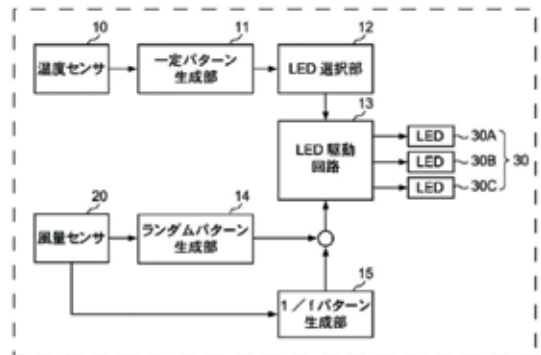 10
温度センサ
11
一定パターン
生成部
12
LED 選択部
13
LED 駆動
回路
LED 30A
LED 30B
LED 30C
30
20
風量センサ
14
ランダムパターン
生成部
15
1/fパターン
生成部